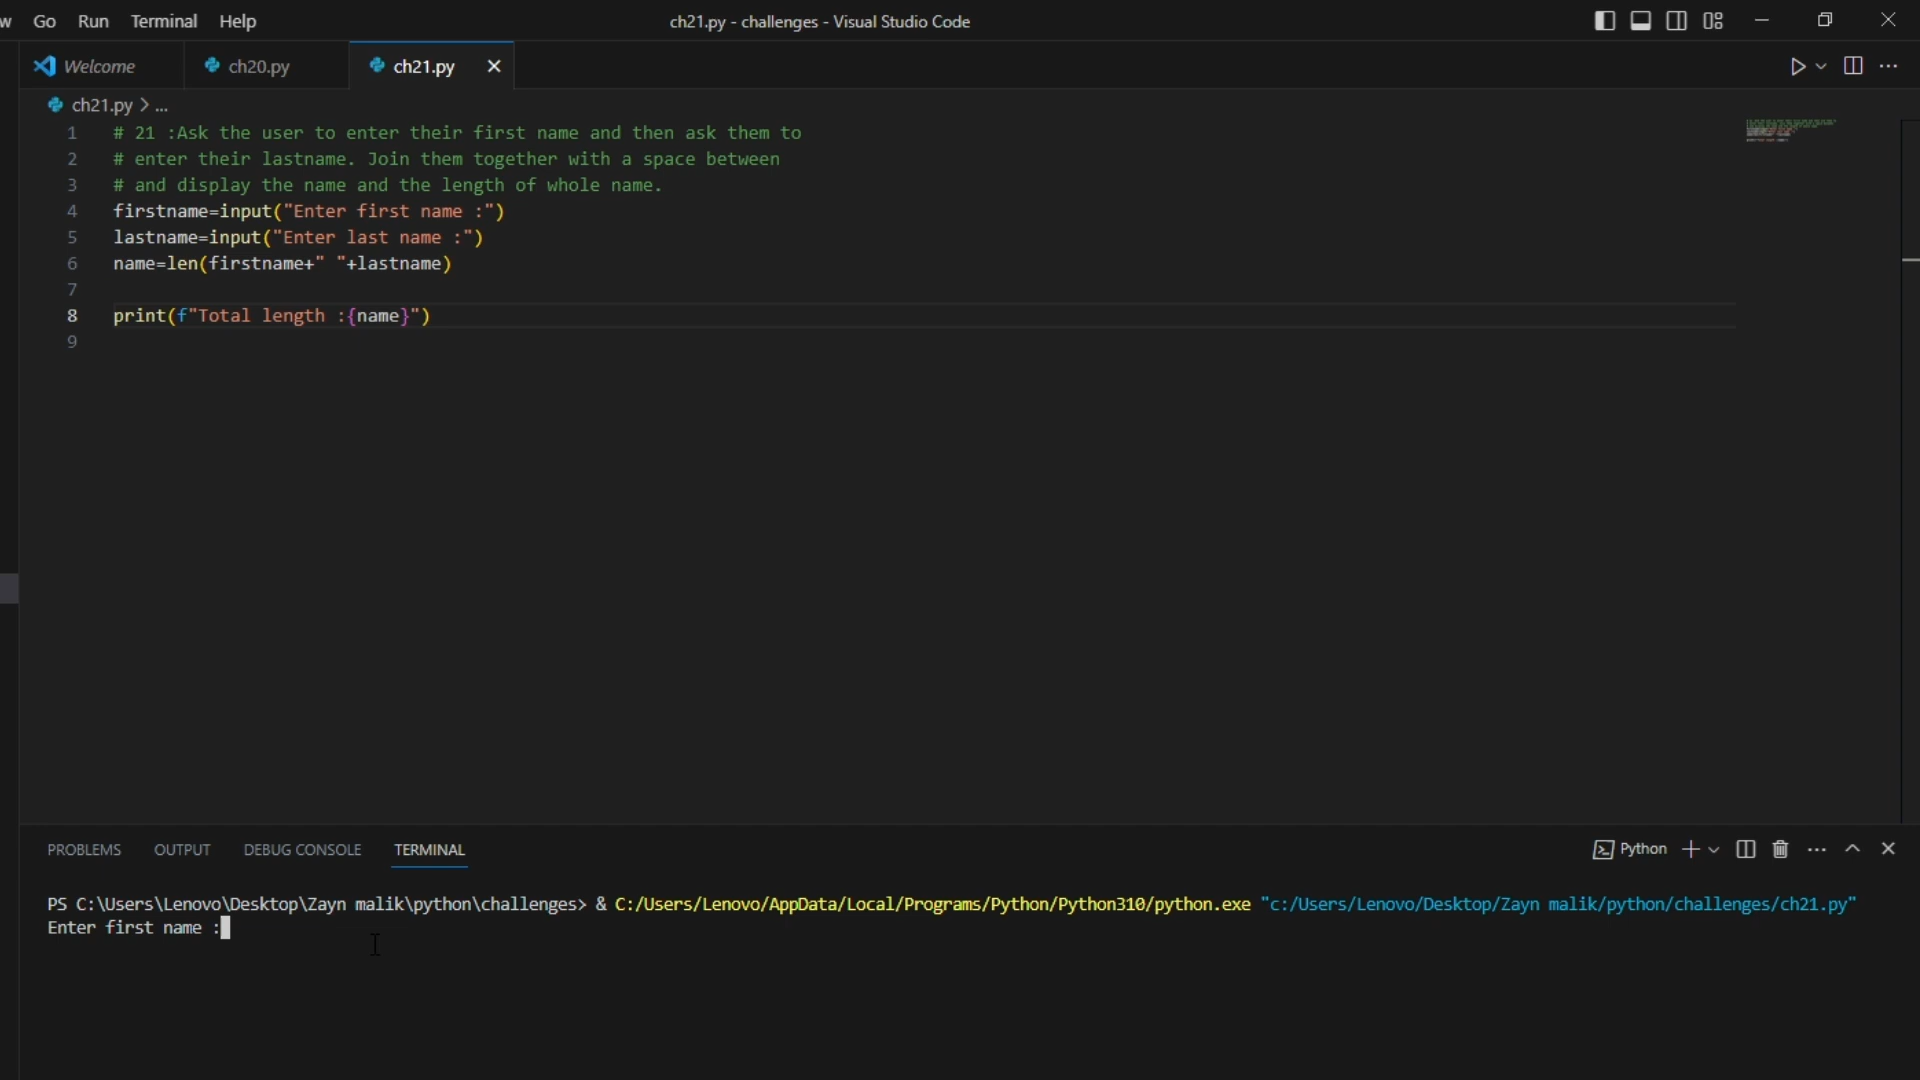 w Go Run Terminal Help ch21.py - challenges - Visual Studio Code
Welcome ch20.py ch21.py
ch21.py > ...
1 # 21 :Ask the user to enter their first name and then ask them to
2 # enter their lastname. Join them together with a space between
3 # and display the name and the length of whole name.
4 firstname=input("Enter first name :")
5 lastname=input("Enter last name :")
6 name=len(firstname+" "+lastname)
7
8 print(f"Total length :{name}")
9
PROBLEMS OUTPUT DEBUG CONSOLE TERMINAL Python
PS C:\Users\Lenovo\Desktop\Zayn malik\python\challenges> & C:/Users/Lenovo/AppData/Local/Programs/Python/Python310/python.exe "c:/Users/Lenovo/Desktop/Zayn malik/python/challenges/ch21.py"
Enter first name :